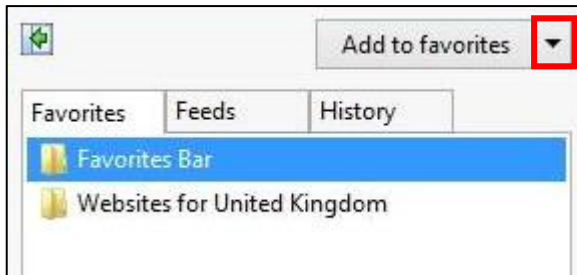 Add to favorites
Favorites Feeds History
Favorites Bar
Websites for United Kingdom